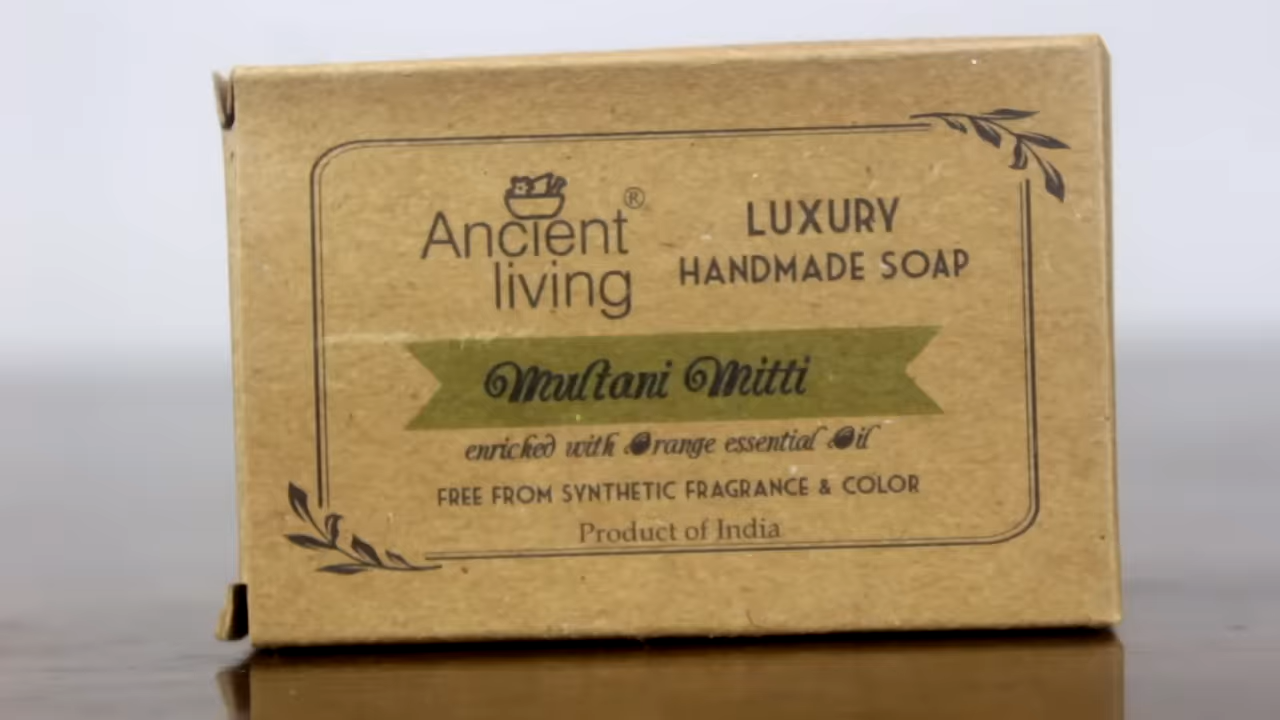 Ancient®
living
LUXURY
HANDMADE SOAP
Multani Mitti
enriched with Orange essential Oil
FREE FROM SYNTHETIC FRAGRANCE & COLOR
Product of India